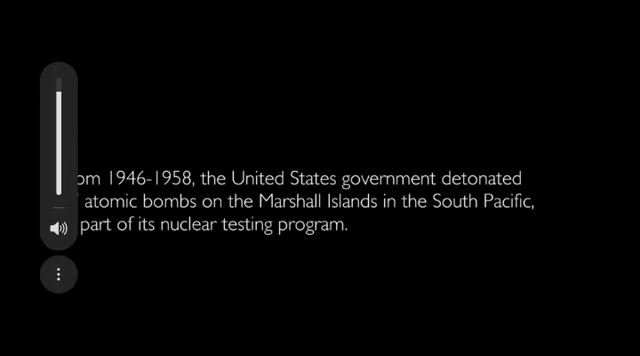 om 1946-1958, the United States government detonated
atomic bombs on the Marshall Islands in the South Pacific,
part of its nuclear testing program.